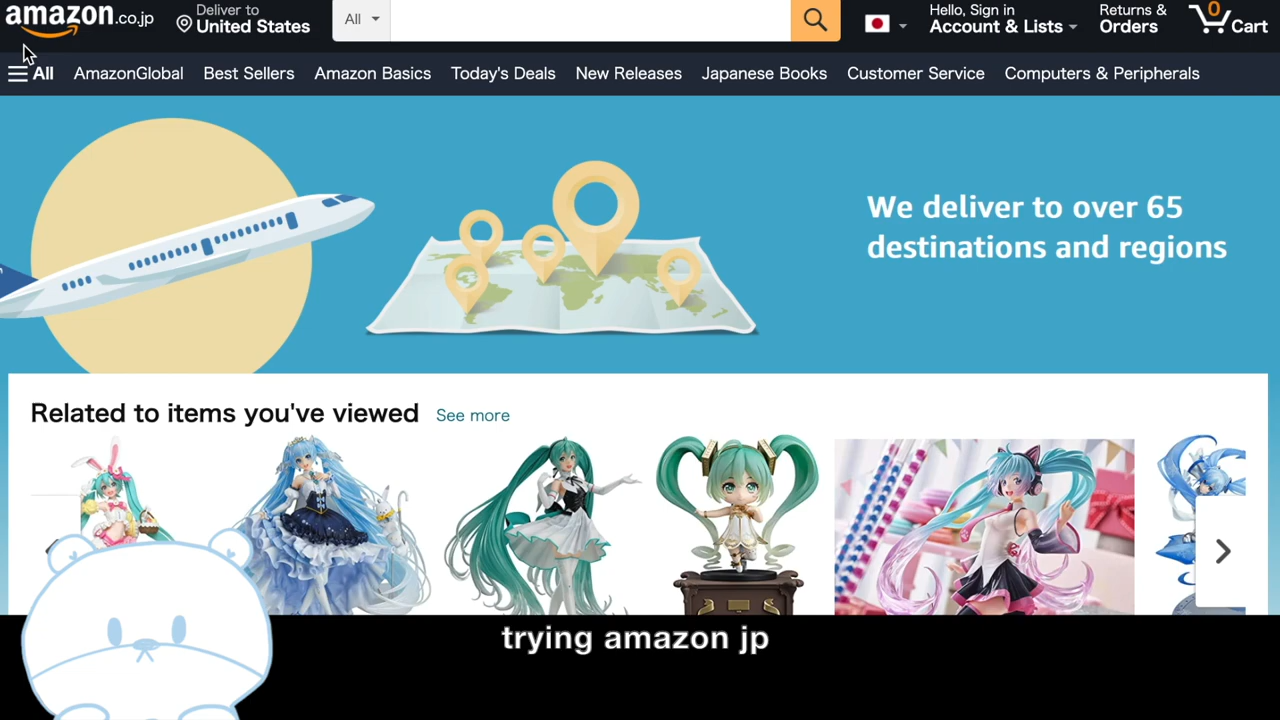 amazon.co.jp
Deliver to
United States
All
Hello, Sign in
Account & Lists
Returns &
Orders
0
Cart
All
AmazonGlobal
Best Sellers
Amazon Basics
Today's Deals
New Releases
Japanese Books
Customer Service
Computers & Peripherals
We deliver to over 65
destinations and regions
Related to items you've viewed
See more
trying amazon jp